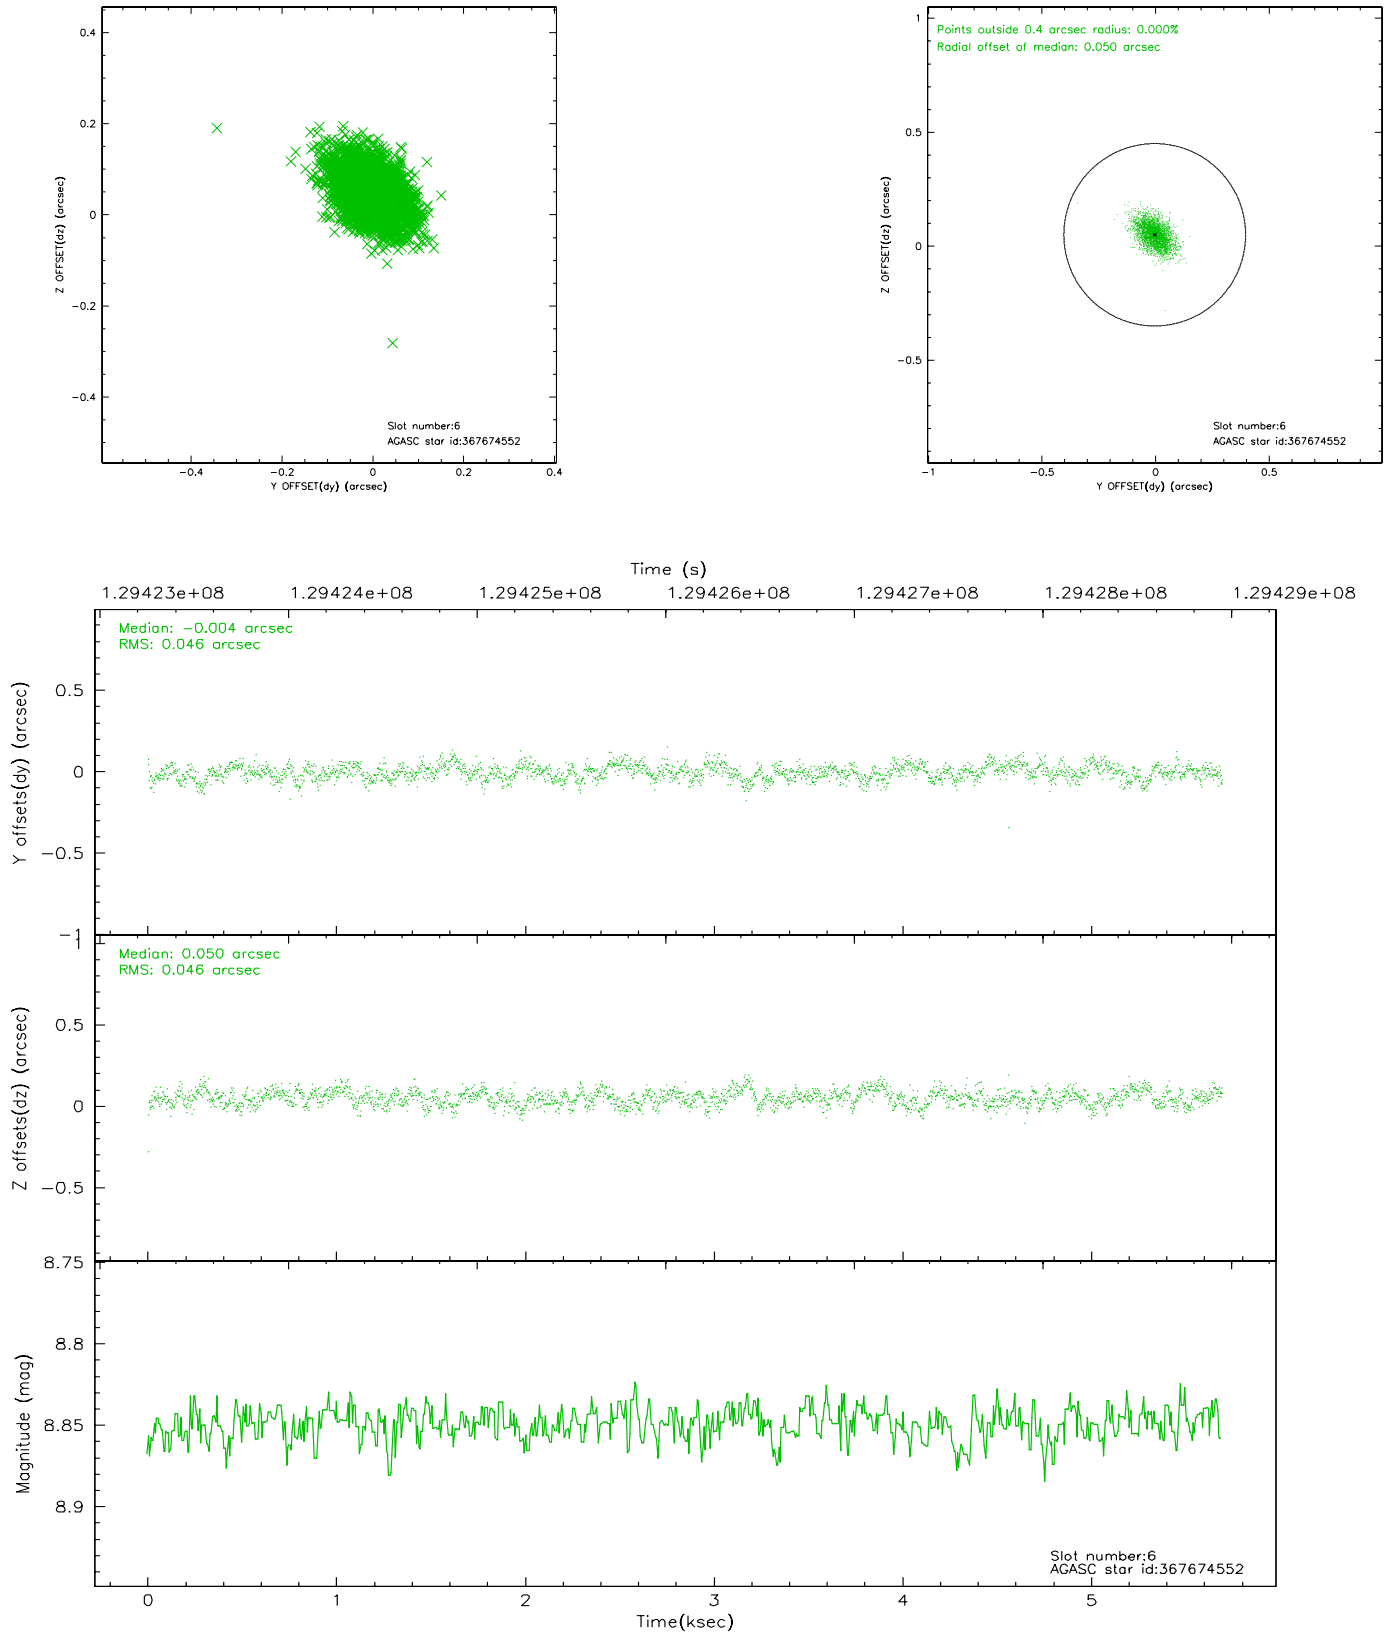 0.4
0.2
0
−0.2
−0.4
Z OFFSET(dz) (arcsec)
Slot number:6
AGASC star id:367674552
−0.4
−0.2
0
0.2
0.4
Y OFFSET(dy) (arcsec)
Points outside 0.4 arcsec radius: 0.000%
Radial offset of median: 0.050 arcsec
1
0.5
0
−0.5
Z OFFSET(dz) (arcsec)
Slot number:6
AGASC star id:367674552
−1
−0.5
0
0.5
Y OFFSET(dy) (arcsec)
Time (s)
1.29423e+08 1.29424e+08 1.29425e+08 1.29426e+08 1.29427e+08 1.29428e+08 1.29429e+08
Median: −0.004 arcsec
RMS: 0.046 arcsec
0.5
0
−0.5
−1
Y offsets(dy) (arcsec)
Median: 0.050 arcsec
RMS: 0.046 arcsec
1
0.5
0
−0.5
Z offsets(dz) (arcsec)
8.75
8.8
8.85
8.9
Magnitude (mag)
Slot number:6
AGASC star id:367674552
0 1 2 3 4 5
Time(ksec)